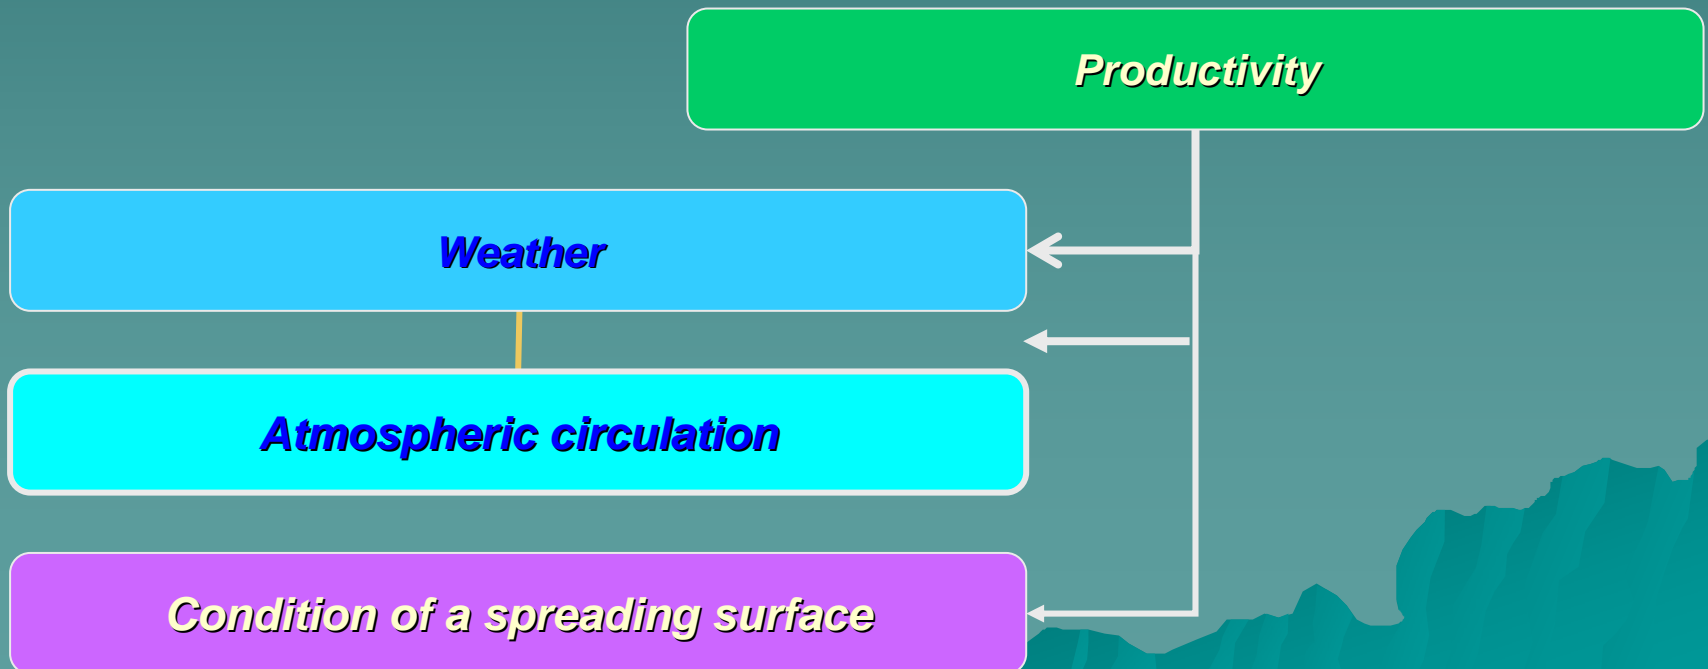 Productivity
Weather
Atmospheric circulation
Condition of a spreading surface